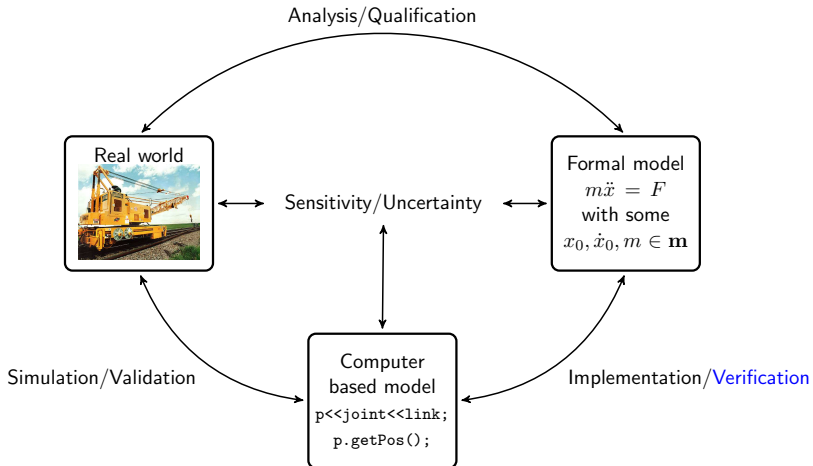 Analysis/Qualification
Real world
Formal model
mẍ = F
with some
x₀, ẋ₀, m ∈ 𝐦
Sensitivity/Uncertainty
Computer
based model
p<<joint<<link;
p.getPos();
Simulation/Validation
Implementation/Verification